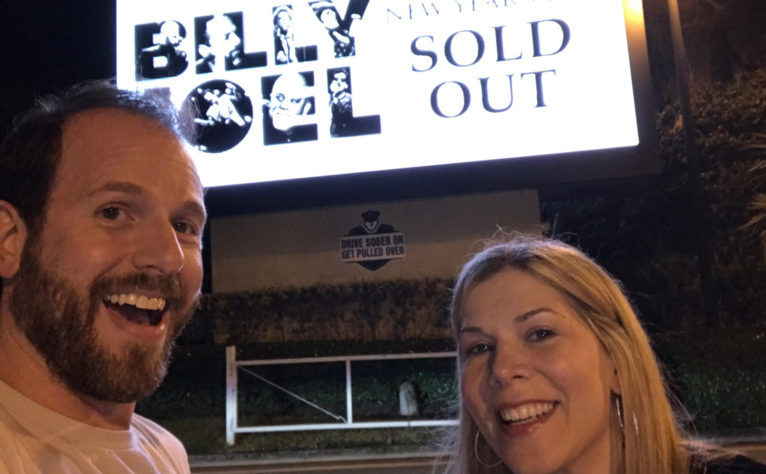 BILLY
JOEL
NEW YEAR
SOLD
OUT
DRIVE SOBER OR
GET PULLED OVER